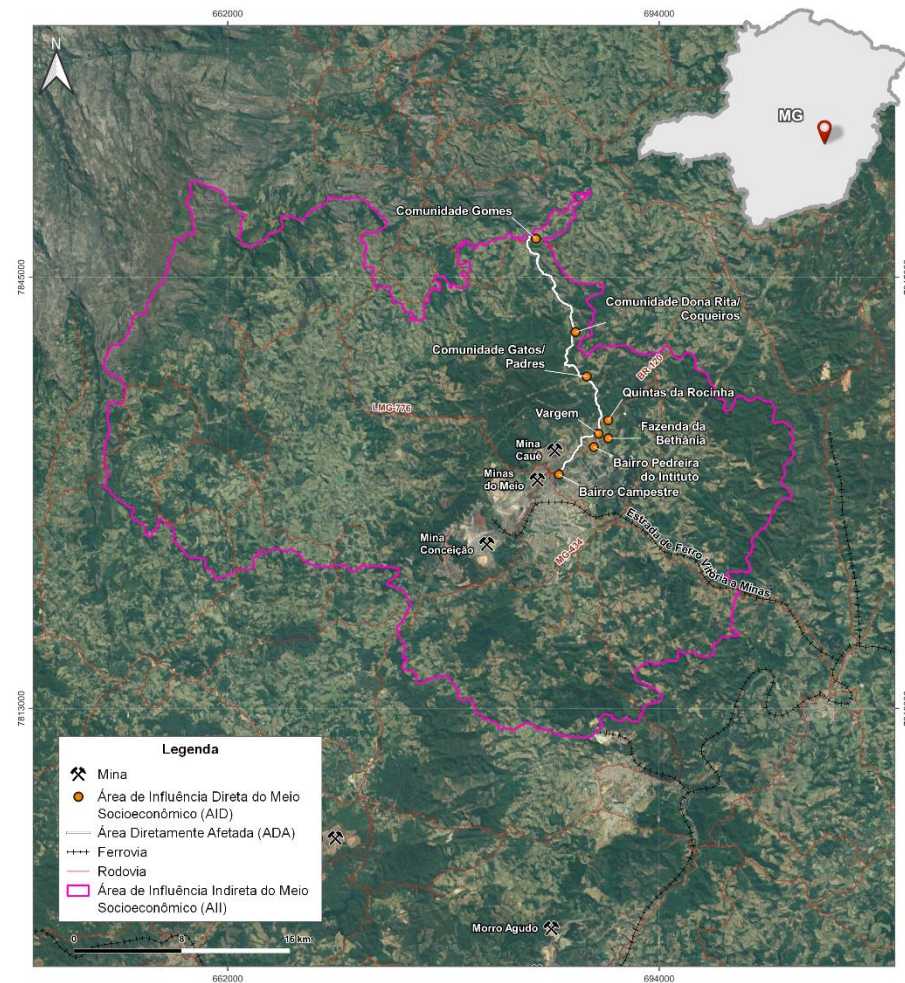 662000
694000
N
MG
Comunidade Gomes
7845000
Comunidade Dona Rita/
Coqueiros
Comunidade Gatos/
Padres
BR-120
LMG-776
Quintas da Rocinha
Vargem
Fazenda da
Bethânia
Mina
Cauê
Bairro Pedreira
do Intituto
Minas
do Meio
Bairro Campestre
Estrada de Ferro Vitória a Minas
Mina
Conceição
MG-434
7813000
Legenda
Mina
Área de Influência Direta do Meio
Socioeconômico (AID)
Área Diretamente Afetada (ADA)
Ferrovia
Rodovia
Área de Influência Indireta do Meio
Socioeconômico (AII)
0 8 16 km
Morro Agudo
662000
694000